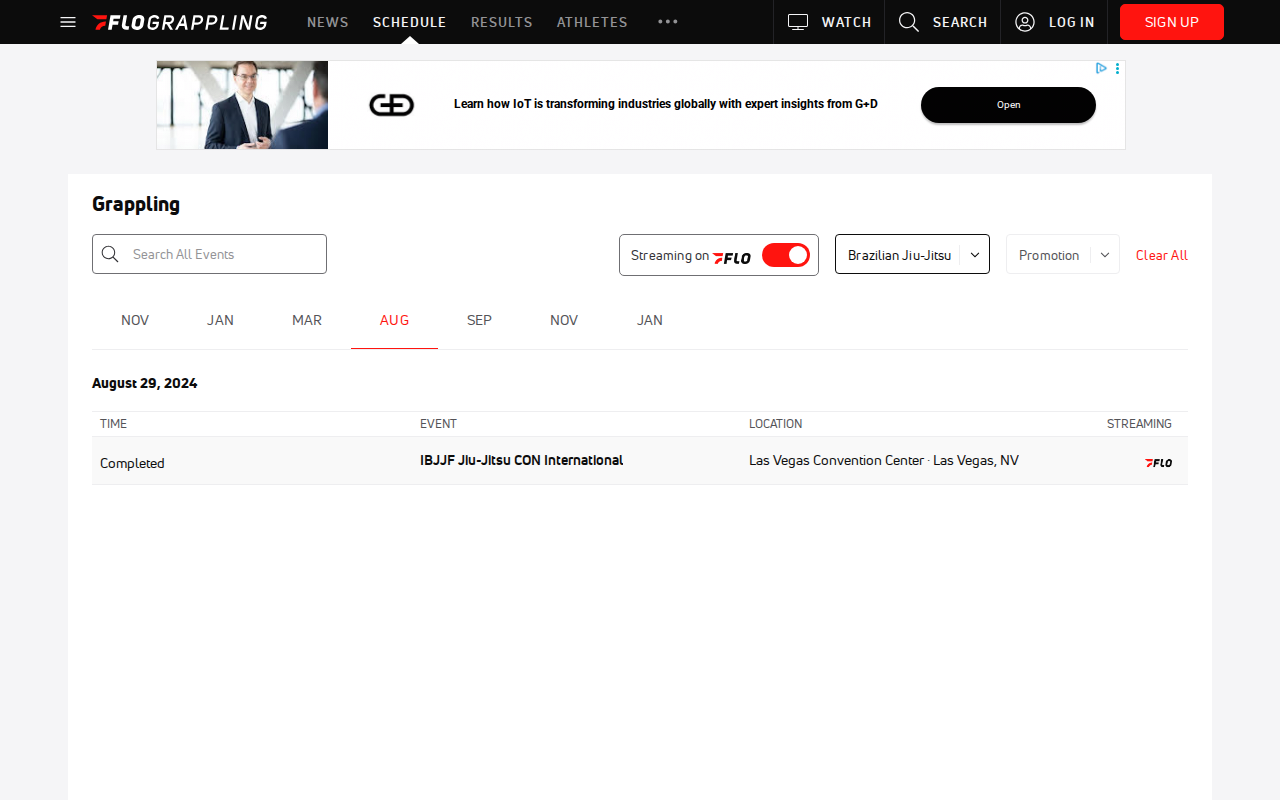 FLOGRAPPLING NEWS SCHEDULE RESULTS ATHLETES ••• WATCH SEARCH LOG IN SIGN UP
G+D Learn how IoT is transforming industries globally with expert insights from G+D Open
Grappling
Search All Events Streaming on FLO Brazilian Jiu-Jitsu Promotion Clear All
NOV JAN MAR AUG SEP NOV JAN
August 29, 2024
TIME EVENT LOCATION STREAMING
Completed IBJJF Jiu-Jitsu CON International Las Vegas Convention Center · Las Vegas, NV FLO